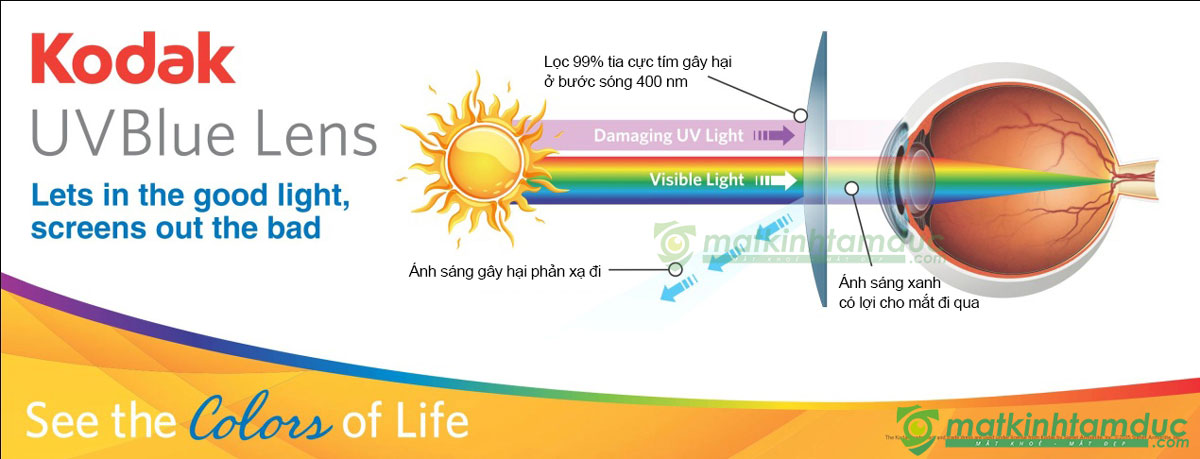 Kodak
UVBlue Lens
Lets in the good light,
screens out the bad
Lọc 99% tia cực tím gây hại
ở bước sóng 400 nm
Damaging UV Light
Visible Light
matkinhtamduc
.com
Ánh sáng gây hại phản xạ đi
Ánh sáng xanh
có lợi cho mắt đi qua
See the Colors of Life
matkinhtamduc
.com
MẮT KHOẺ - MẮT ĐẸP